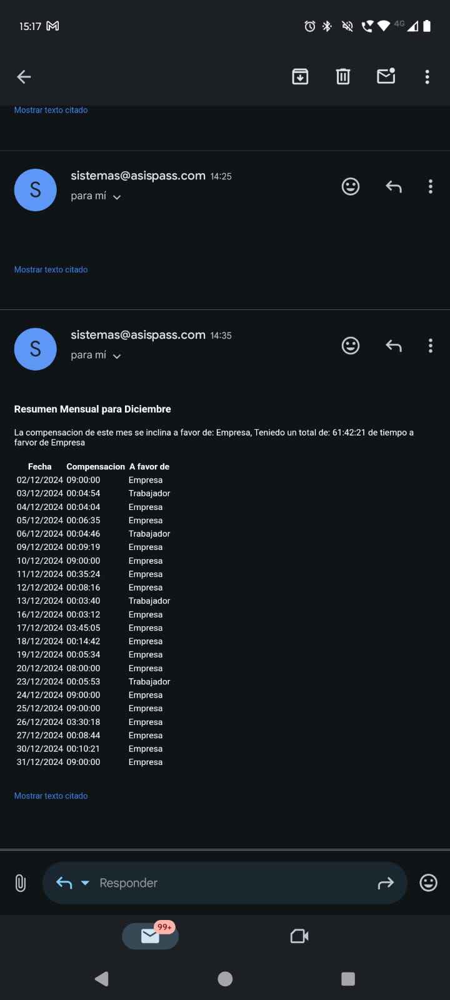 15:17
4G
Mostrar texto citado
sistemas@asispass.com 14:25
para mí
S
Mostrar texto citado
sistemas@asispass.com 14:35
para mí
S
Resumen Mensual para Diciembre
La compensacion de este mes se inclina a favor de: Empresa, Teniedo un total de: 61:42:21 de tiempo a
farvor de Empresa
Fecha Compensacion A favor de
02/12/2024 09:00:00 Empresa
03/12/2024 00:04:54 Trabajador
04/12/2024 00:04:04 Empresa
05/12/2024 00:06:35 Empresa
06/12/2024 00:04:46 Trabajador
09/12/2024 00:09:19 Empresa
10/12/2024 09:00:00 Empresa
11/12/2024 00:35:24 Empresa
12/12/2024 00:08:16 Empresa
13/12/2024 00:03:40 Trabajador
16/12/2024 00:03:12 Empresa
17/12/2024 03:45:05 Empresa
18/12/2024 00:14:42 Empresa
19/12/2024 00:05:34 Empresa
20/12/2024 08:00:00 Empresa
23/12/2024 00:05:53 Trabajador
24/12/2024 09:00:00 Empresa
25/12/2024 09:00:00 Empresa
26/12/2024 03:30:18 Empresa
27/12/2024 00:08:44 Empresa
30/12/2024 00:10:21 Empresa
31/12/2024 09:00:00 Empresa
Mostrar texto citado
Responder
99+